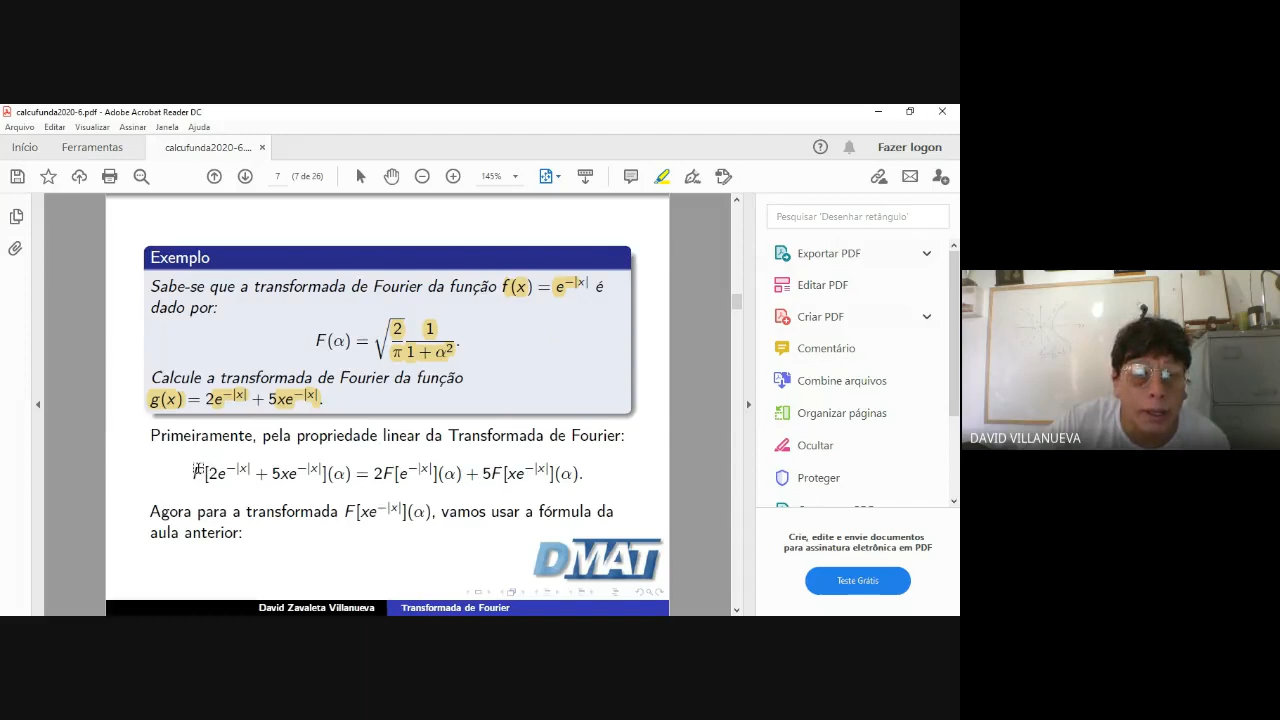 calcufunda2020-6.pdf - Adobe Acrobat Reader DC
Arquivo Editar Visualizar Assinar Janela Ajuda
Início Ferramentas calcufunda2020-6.... × Fazer logon
7 (7 de 26) 145%
Pesquisar 'Desenhar retângulo'
Exportar PDF
Editar PDF
Criar PDF
Comentário
Combine arquivos
Organizar páginas
Ocultar
Proteger
Crie, edite e envie documentos
para assinatura eletrônica em PDF
Teste Grátis
Exemplo
Sabe-se que a transformada de Fourier da função f(x) = e^{-|x|} é
dado por:
F(α) = √(2/π) 1/(1 + α²).
Calcule a transformada de Fourier da função
g(x) = 2e^{-|x|} + 5xe^{-|x|}.
Primeiramente, pela propriedade linear da Transformada de Fourier:
F[2e^{-|x|} + 5xe^{-|x|}](α) = 2F[e^{-|x|}](α) + 5F[xe^{-|x|}](α).
Agora para a transformada F[xe^{-|x|}](α), vamos usar a fórmula da
aula anterior:
DMAT
David Zavaleta Villanueva Transformada de Fourier
DAVID VILLANUEVA